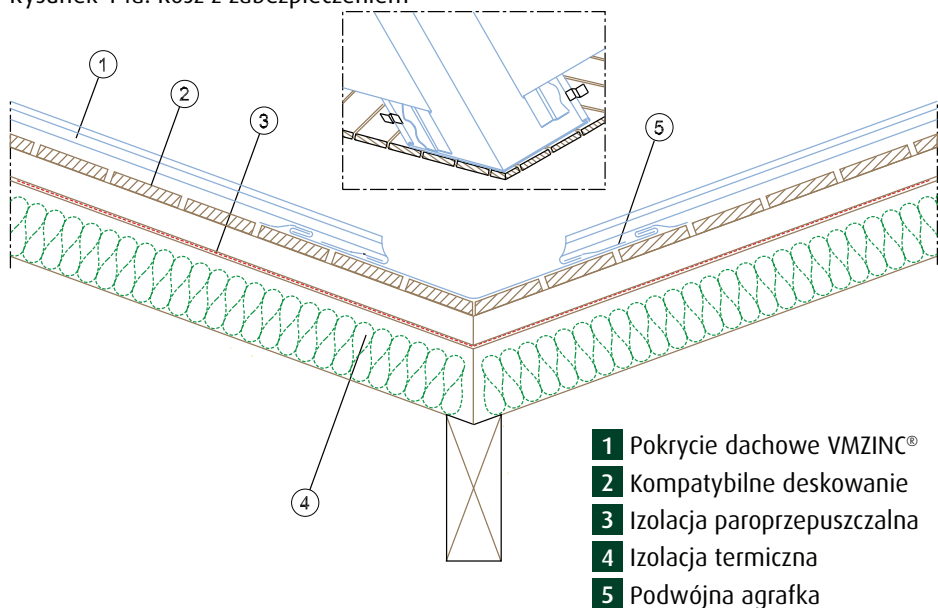 1
2
3
5
4
1 Pokrycie dachowe VMZINC®
2 Kompatybilne deskowanie
3 Izolacja paroprzepuszczalna
4 Izolacja termiczna
5 Podwójna agrafka